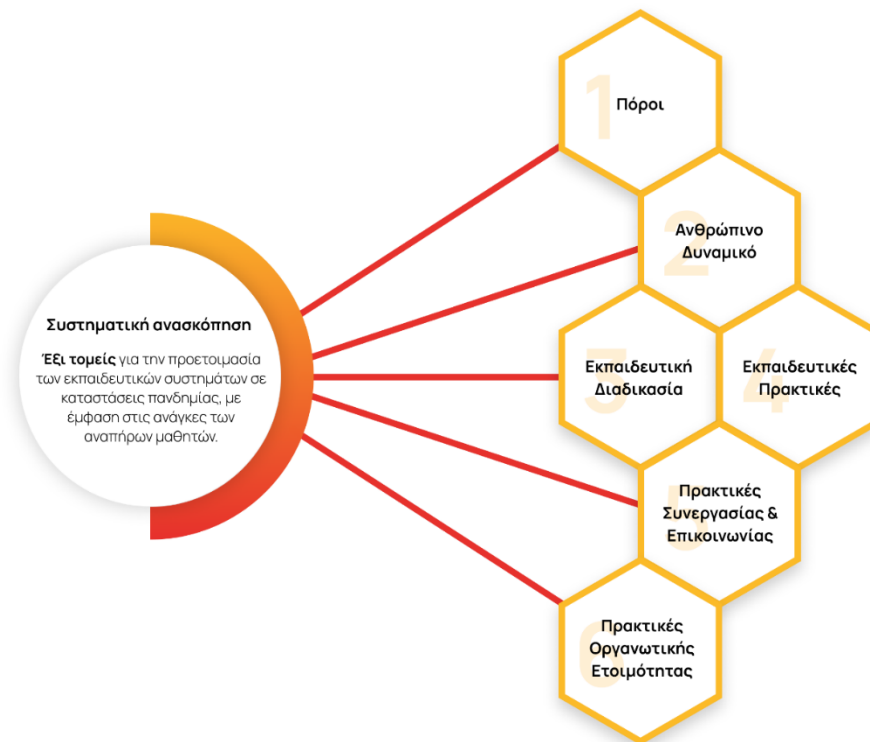 Συστηματική ανασκόπηση
Έξι τομείς για την προετοιμασία
των εκπαιδευτικών συστημάτων σε
καταστάσεις πανδημίας, με
έμφαση στις ανάγκες των
αναπήρων μαθητών.
1
Πόροι
2
Ανθρώπινο
Δυναμικό
3
Εκπαιδευτική
Διαδικασία
4
Εκπαιδευτικές
Πρακτικές
5
Πρακτικές
Συνεργασίας &
Επικοινωνίας
6
Πρακτικές
Οργανωτικής
Ετοιμότητας